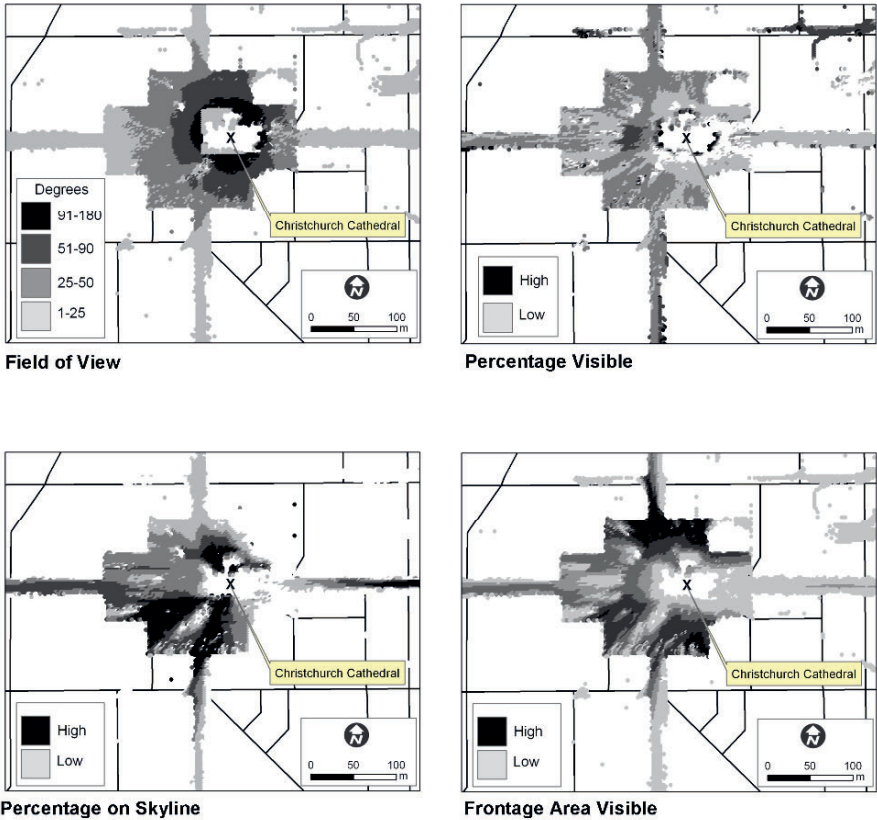 Degrees
91-180
51-90
25-50
1-25
Christchurch Cathedral
N
0 50 100
m
Field of View
High
Low
Christchurch Cathedral
N
0 50 100
m
Percentage Visible
High
Low
Christchurch Cathedral
N
0 50 100
m
Percentage on Skyline
High
Low
Christchurch Cathedral
N
0 50 100
m
Frontage Area Visible
X
X
X
X